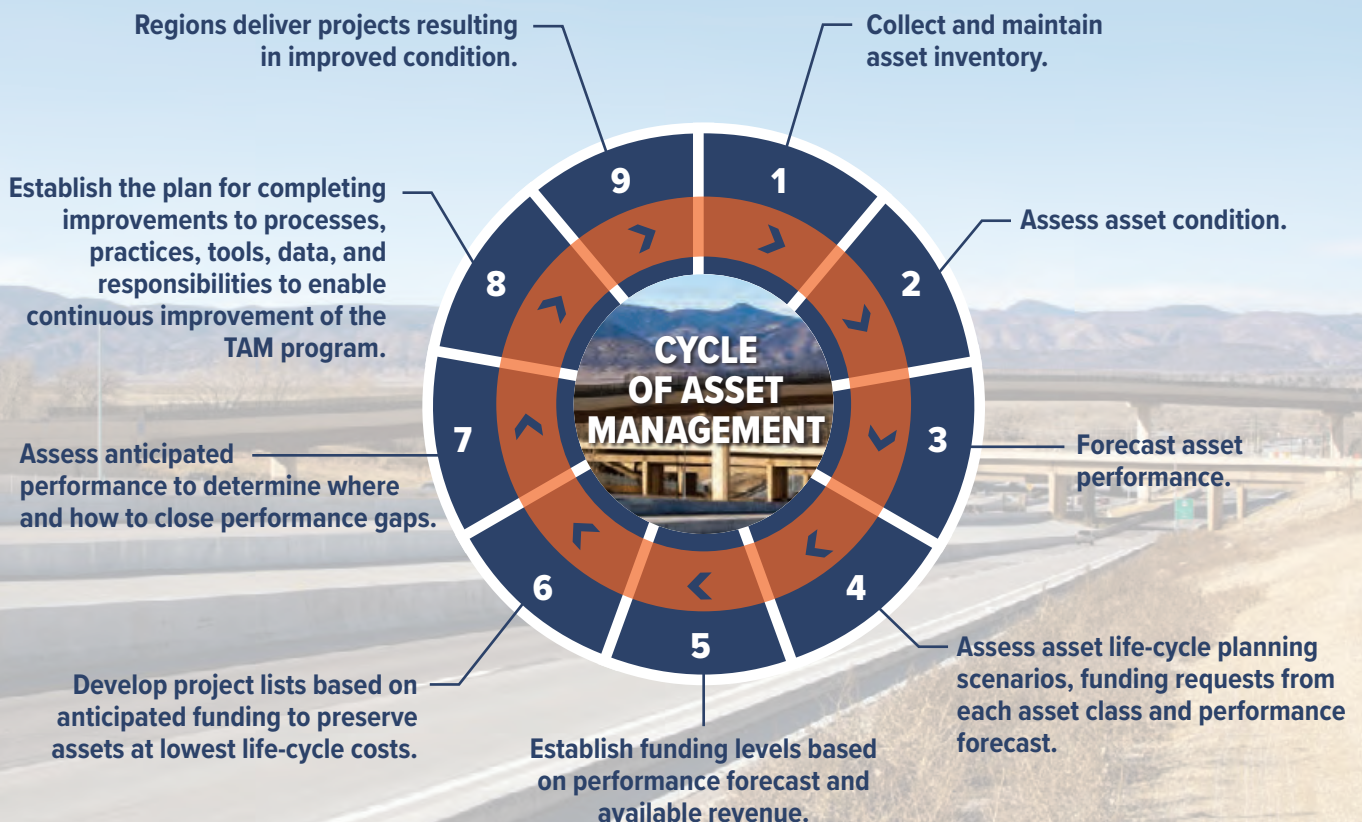 CYCLE
OF ASSET
MANAGEMENT
1
Collect and maintain
asset inventory.
2
Assess asset condition.
3
Forecast asset
performance.
4
Assess asset life-cycle planning
scenarios, funding requests from
each asset class and performance
forecast.
5
Establish funding levels based
on performance forecast and
available revenue.
6
Develop project lists based on
anticipated funding to preserve
assets at lowest life-cycle costs.
7
Assess anticipated
performance to determine where
and how to close performance gaps.
8
Establish the plan for completing
improvements to processes,
practices, tools, data, and
responsibilities to enable
continuous improvement of the
TAM program.
9
Regions deliver projects resulting
in improved condition.